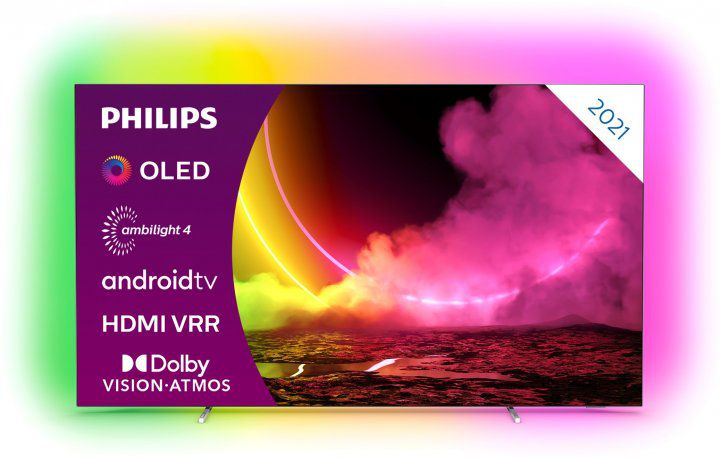 PHILIPS
OLED
ambilight 4
androidtv
HDMI VRR
Dolby
VISION·ATMOS
2021